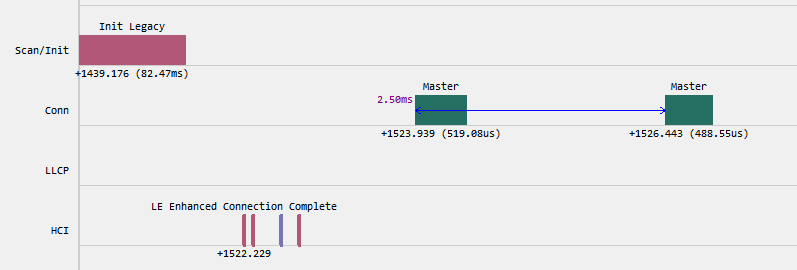 Init Legacy
Scan/Init
+1439.176 (82.47ms)
Master
Master
2.50ms
Conn
+1523.939 (519.08us)
+1526.443 (488.55us)
LLCP
LE Enhanced Connection Complete
HCI
+1522.229